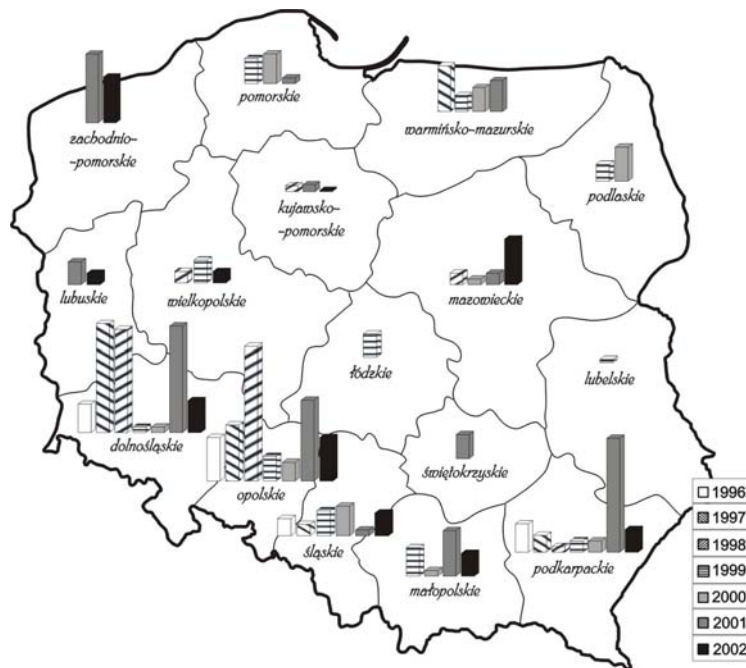 pomorskie
zachodnio-
-pomorskie
warmińsko-mazurskie
podlaskie
kujawsko-
-pomorskie
lubuskie
wielkopolskie
mazowieckie
łódzkie
lubelskie
dolnośląskie
opolskie
świętokrzyskie
śląskie
małopolskie
podkarpackie
1996
1997
1998
1999
2000
2001
2002